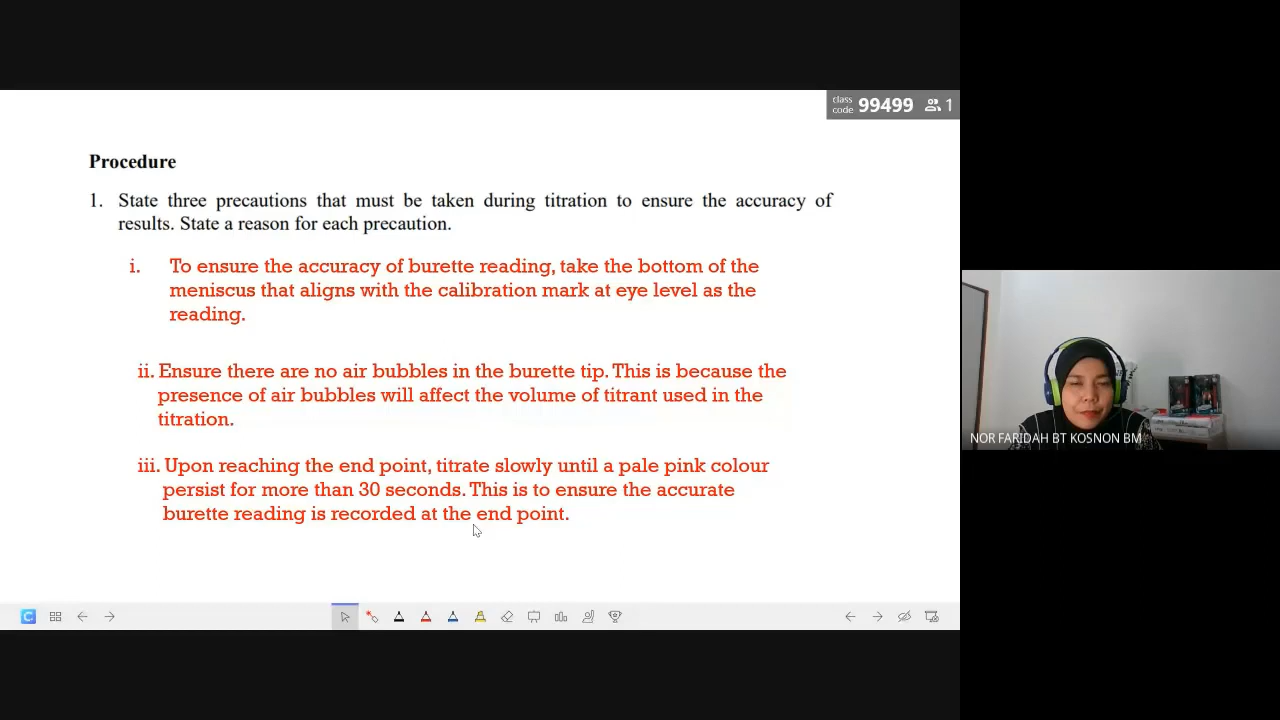 class
code 99499 1
Procedure
1. State three precautions that must be taken during titration to ensure the accuracy of
results. State a reason for each precaution.
i. To ensure the accuracy of burette reading, take the bottom of the
meniscus that aligns with the calibration mark at eye level as the
reading.
ii. Ensure there are no air bubbles in the burette tip. This is because the
presence of air bubbles will affect the volume of titrant used in the
titration.
iii. Upon reaching the end point, titrate slowly until a pale pink colour
persist for more than 30 seconds. This is to ensure the accurate
burette reading is recorded at the end point.
NOR FARIDAH BT KOSNON BM
C